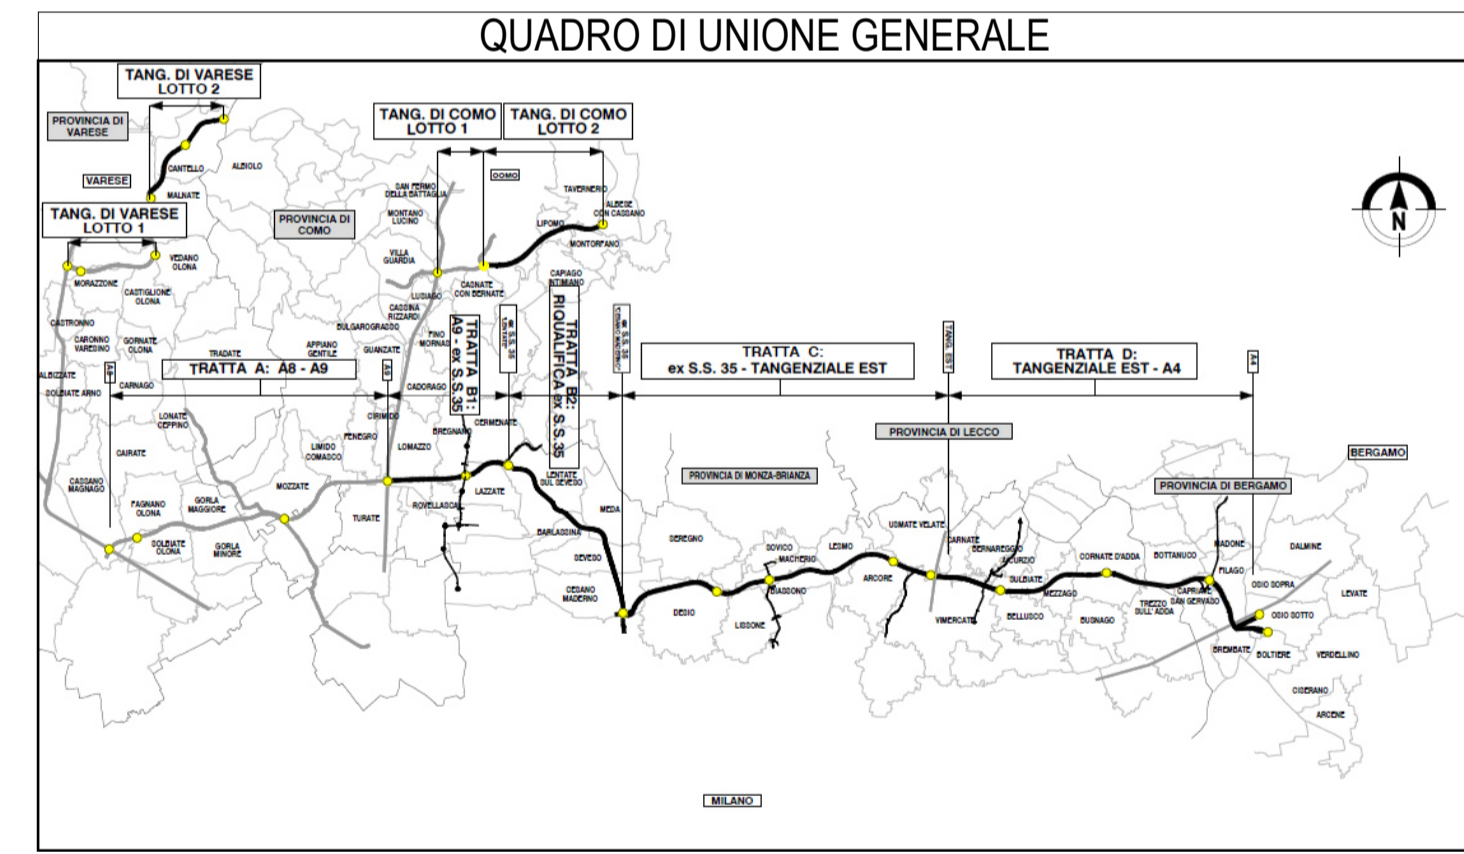 QUADRO DI UNIONE GENERALE
TANG. DI VARESE
LOTTO 2
PROVINCIA DI
VARESE
TANG. DI COMO
LOTTO 1
TANG. DI COMO
LOTTO 2
CANTELLO
ALBIOLO
VARESE
MALNATE
COMO
SAN FERMO
DELLA BATTAGLIA
TAVERNERIO
ALBESE
CON CASSANO
TANG. DI VARESE
LOTTO 1
PROVINCIA DI
COMO
MONTANO
LUCINO
LIPOMO
MONTORFANO
N
VEDANO
OLONA
VILLA
GUARDIA
MORAZZONE
CASTIGLIONE
OLONA
LUISAGO
CASNATE
CON BERNATE
CAPIAGO
INTIMIANO
CASSINA
RIZZARDI
CASTRONNO
BULGAROGRASSO
CARONNO
VARESINO
GORNATE
OLONA
TRADATE
APPIANO
GENTILE
GUANZATE
FINO
MORNAS
TRATTA B1:
A9 - ex S.S.35
ex S.S. 35
TRATTA B2:
RIQUALIFICA ex S.S.35
ex S.S. 35
TRATTA A: A8 - A9
TRATTA C:
ex S.S. 35 - TANGENZIALE EST
TANG. EST
TRATTA D:
TANGENZIALE EST - A4
A4
A8
A9
ALBIZZATE
SOLBIATE ARNO
CARNAGO
CADORAGO
LONATE
CEPPINO
CIRIMIDO
FENEGRO
LOMAZZO
BREGNANO
CERMENATE
PROVINCIA DI LECCO
BERGAMO
CAIRATE
LIMIDO
COMASCO
PROVINCIA DI MONZA-BRIANZA
PROVINCIA DI BERGAMO
CASSANO
MAGNAGO
MOZZATE
LAZZATE
LENTATE
SUL SEVESO
FAGNANO
OLONA
GORLA
MAGGIORE
TURATE
ROVELLASCA
MEDA
SOLBIATE
OLONA
GORLA
MINORE
BARLASSINA
SEREGNO
SEVESO
SOVICO
MACHERIO
LESMO
USMATE VELATE
CARNATE
BERNAREGGIO
AICURZIO
CORNATE D'ADDA
BOTTANUCO
MADONE
DALMINE
FILAGO
ARCORE
SULBIATE
MEZZAGO
OSIO SOPRA
CESANO
MADERNO
BIASSONO
CAPRIATE
SAN GERVASO
LEVATE
DESIO
LISSONE
VIMERCATE
BELLUSCO
BUSNAGO
TREZZO
SULL' ADDA
OSIO SOTTO
BREMBATE
BOLTIERE
VERDELLINO
CISERANO
ARCENE
MILANO